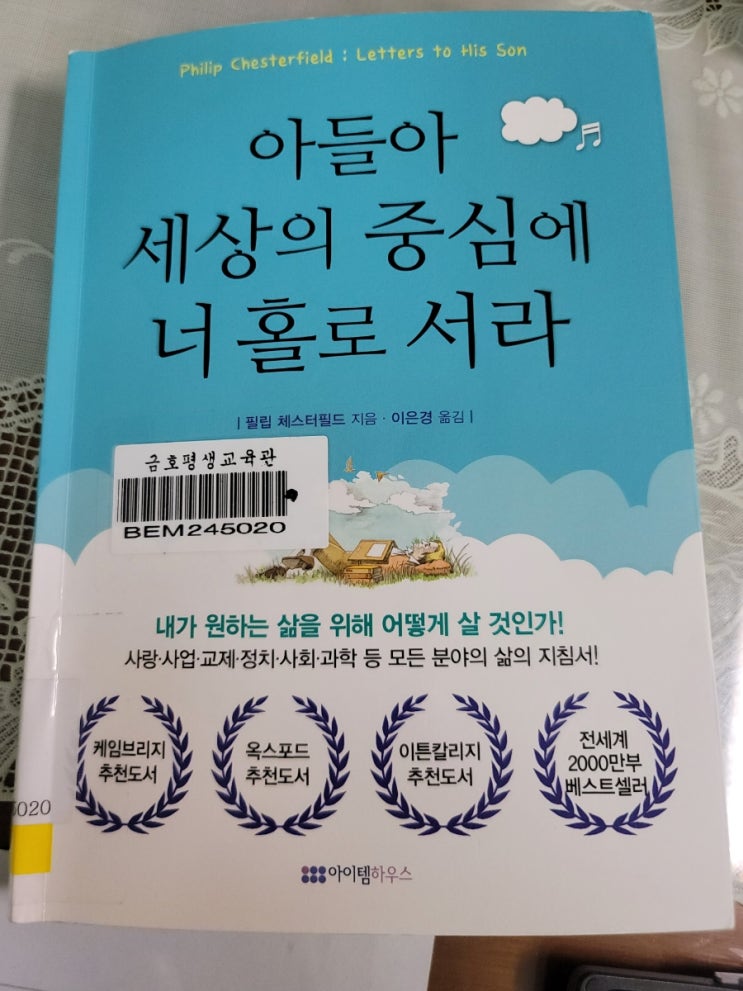 Philip Chesterfield : Letters to His Son
아들아
세상의 중심에
너 홀로 서라
| 필립 체스터필드 지음 · 이은경 옮김 |
금호평생교육관
BEM245020
내가 원하는 삶을 위해 어떻게 살 것인가!
사랑·사업·교제·정치·사회·과학 등 모든 분야의 삶의 지침서!
케임브리지
추천도서
옥스포드
추천도서
이튼칼리지
추천도서
전세계
2000만부
베스트셀러
5020
아이템하우스